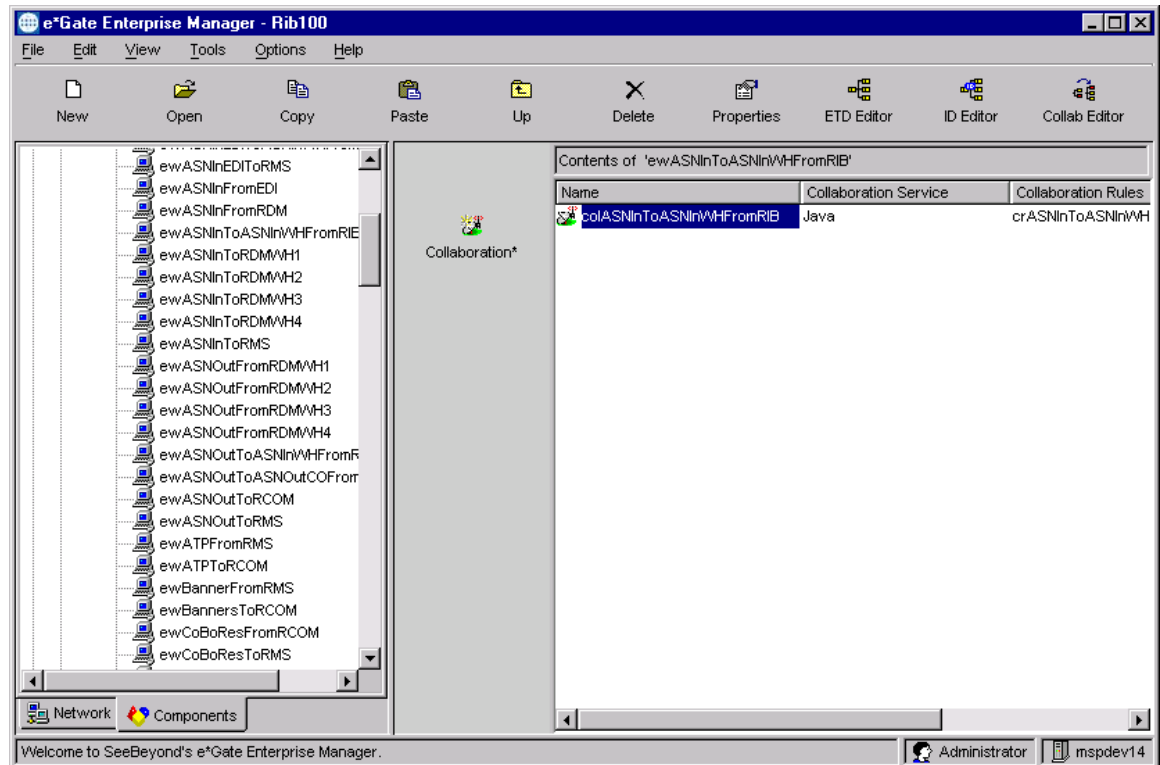 e*Gate Enterprise Manager - Rib100
File Edit View Tools Options Help
New Open Copy Paste Up Delete Properties ETD Editor ID Editor Collab Editor
ewASNInEDIToRMS
ewASNInFromEDI
ewASNInFromRDM
ewASNInToASNInWHFromRIB
ewASNInToRDMWH1
ewASNInToRDMWH2
ewASNInToRDMWH3
ewASNInToRDMWH4
ewASNInToRMS
ewASNOutFromRDMWH1
ewASNOutFromRDMWH2
ewASNOutFromRDMWH3
ewASNOutFromRDMWH4
ewASNOutToASNInWHFromR
ewASNOutToASNOutCOFrom
ewASNOutToRCOM
ewASNOutToRMS
ewATPFromRMS
ewATPToRCOM
ewBannerFromRMS
ewBannersToRCOM
ewCoBoResFromRCOM
ewCoBoResToRMS
Network Components
Collaboration*
Contents of 'ewASNInToASNInWHFromRIB'
Name Collaboration Service Collaboration Rules
colASNInToASNInWHFromRIB Java crASNInToASNInWH
Welcome to SeeBeyond's e*Gate Enterprise Manager. Administrator mspdev14